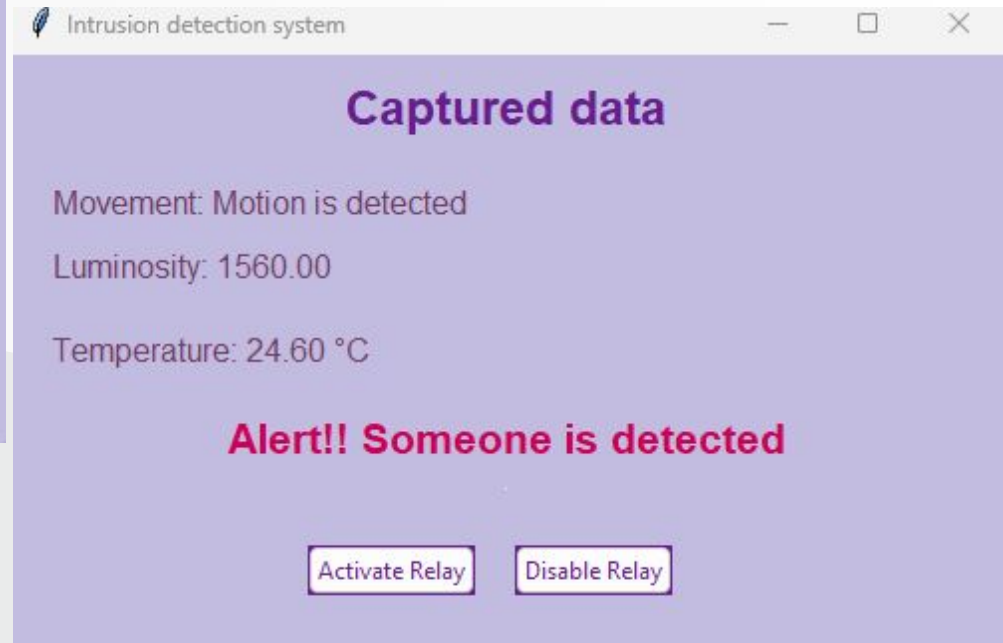 Intrusion detection system
Captured data
Movement: Motion is detected
Luminosity: 1560.00
Temperature: 24.60 °C
Alert!! Someone is detected
Activate Relay Disable Relay